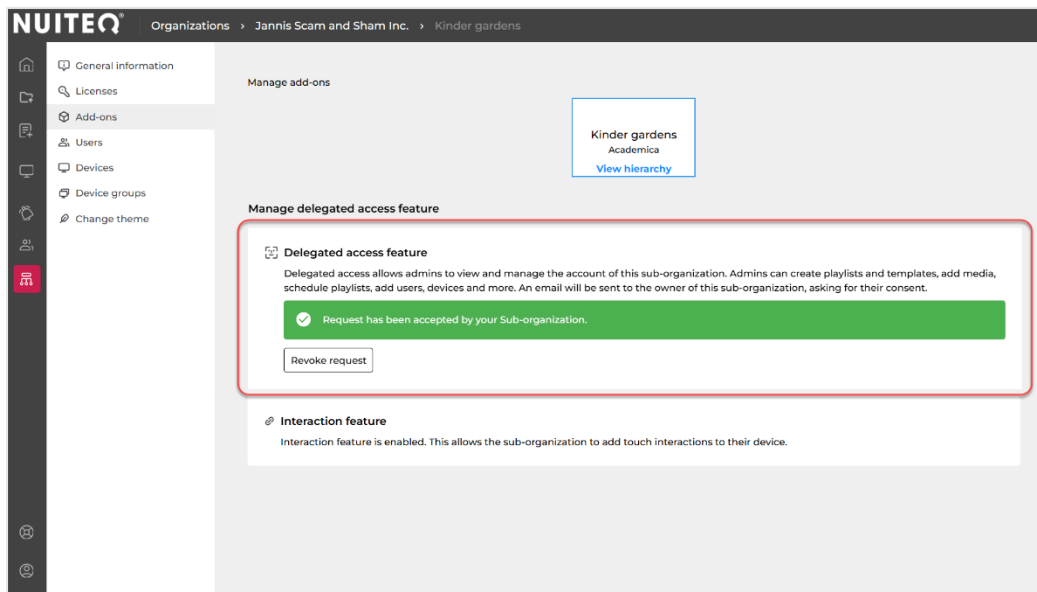 NUITEQ®
Organizations > Jannis Scam and Sham Inc. > Kinder gardens
General information
Licenses
Add-ons
Users
Devices
Device groups
Change theme
Manage add-ons
Kinder gardens
Academica
View hierarchy
Manage delegated access feature
Delegated access feature
Delegated access allows admins to view and manage the account of this sub-organization. Admins can create playlists and templates, add media,
schedule playlists, add users, devices and more. An email will be sent to the owner of this sub-organization, asking for their consent.
Request has been accepted by your Sub-organization.
Revoke request
Interaction feature
Interaction feature is enabled. This allows the sub-organization to add touch interactions to their device.